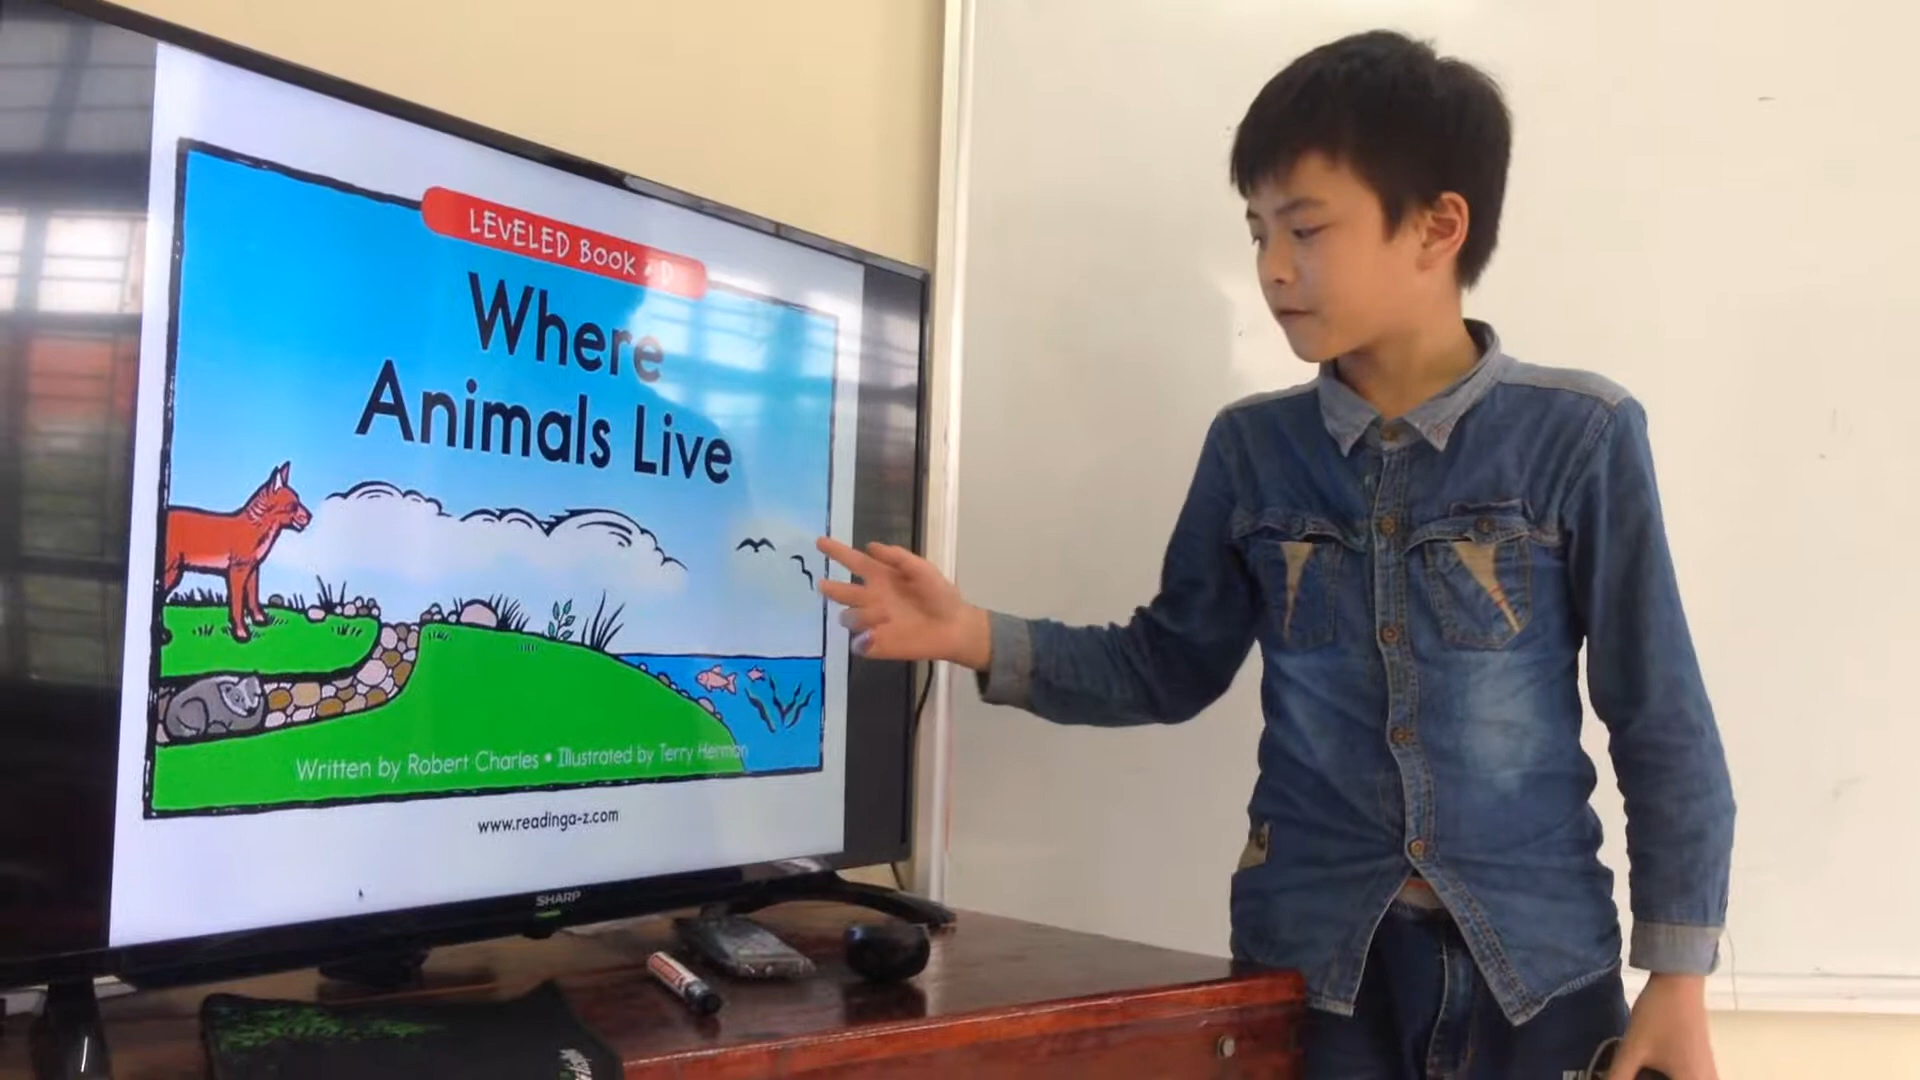 LEVELED BOOK • D
Where
Animals Live
Written by Robert Charles • Illustrated by Terry Herman
www.readinga-z.com
SHARP